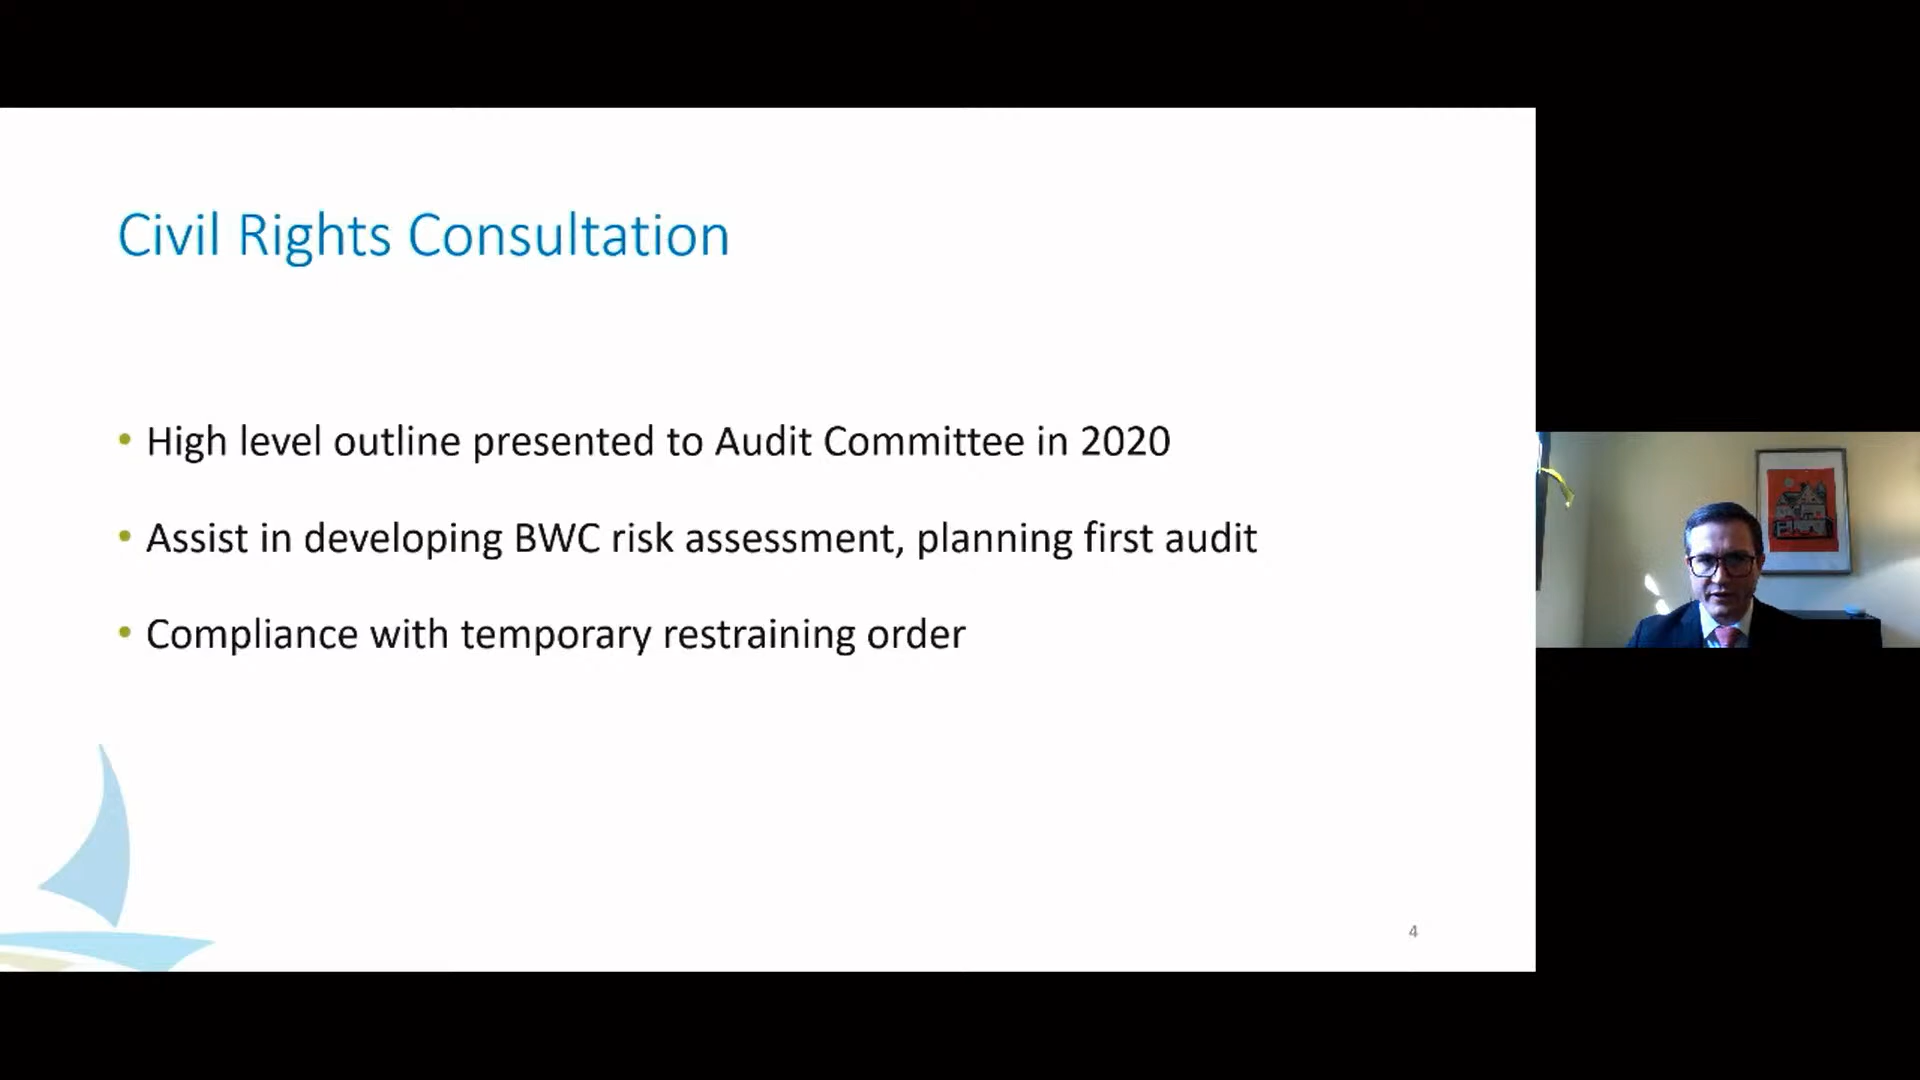 Civil Rights Consultation
• High level outline presented to Audit Committee in 2020
• Assist in developing BWC risk assessment, planning first audit
• Compliance with temporary restraining order
4